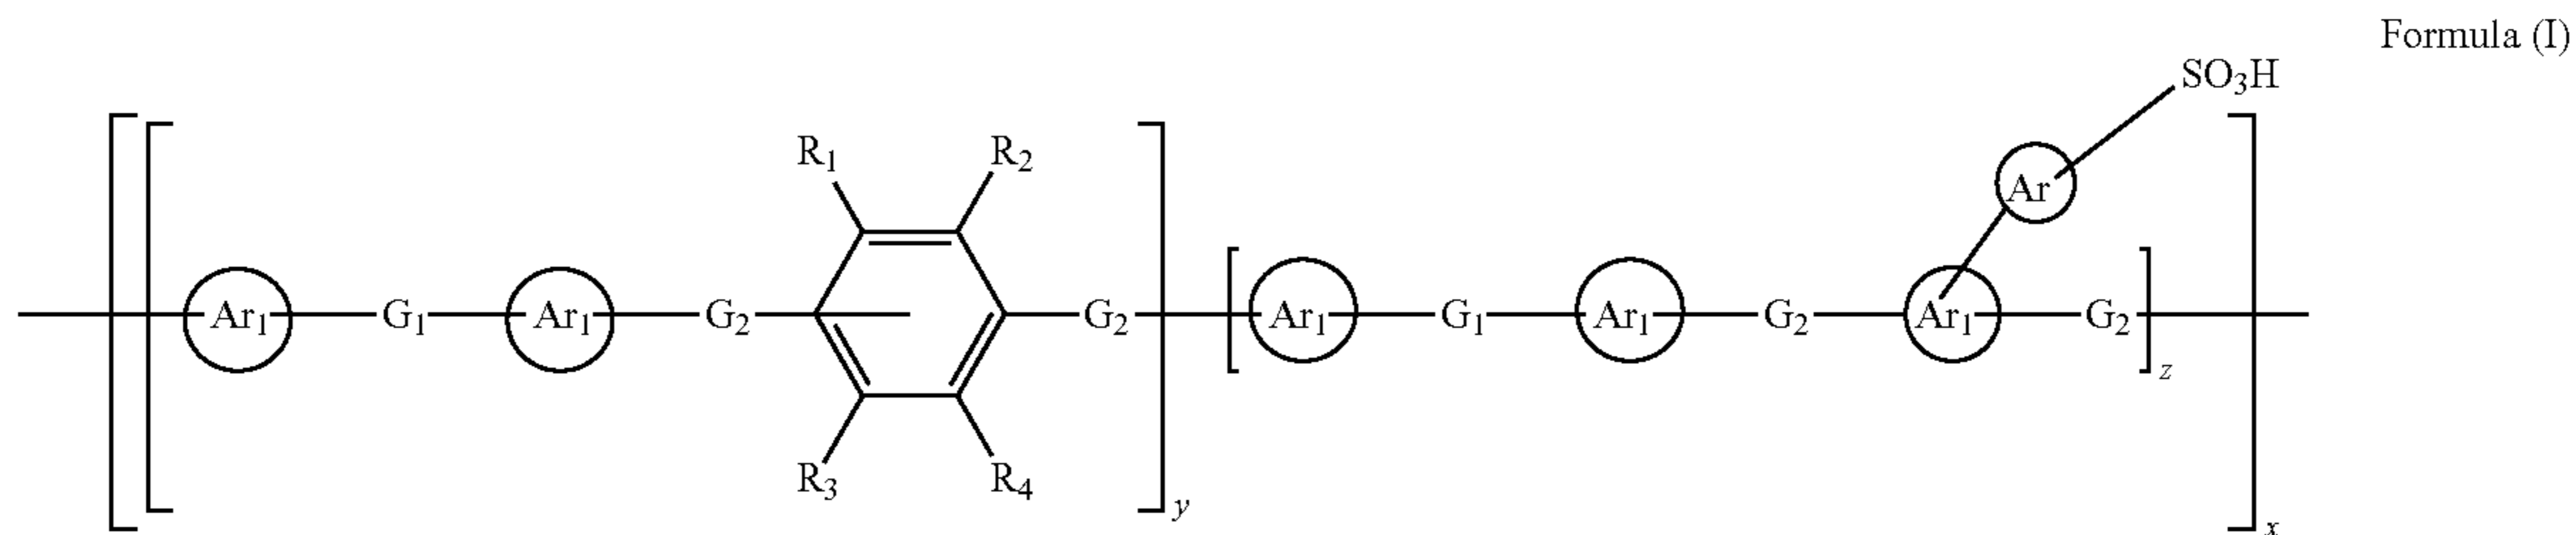 Formula (I)
SO₃H
R₁ R₂
Ar
Ar₁ G₁ Ar₁ G₂ G₂ Ar₁ G₁ Ar₁ G₂ Ar₁ G₂
z
R₃ R₄
y x